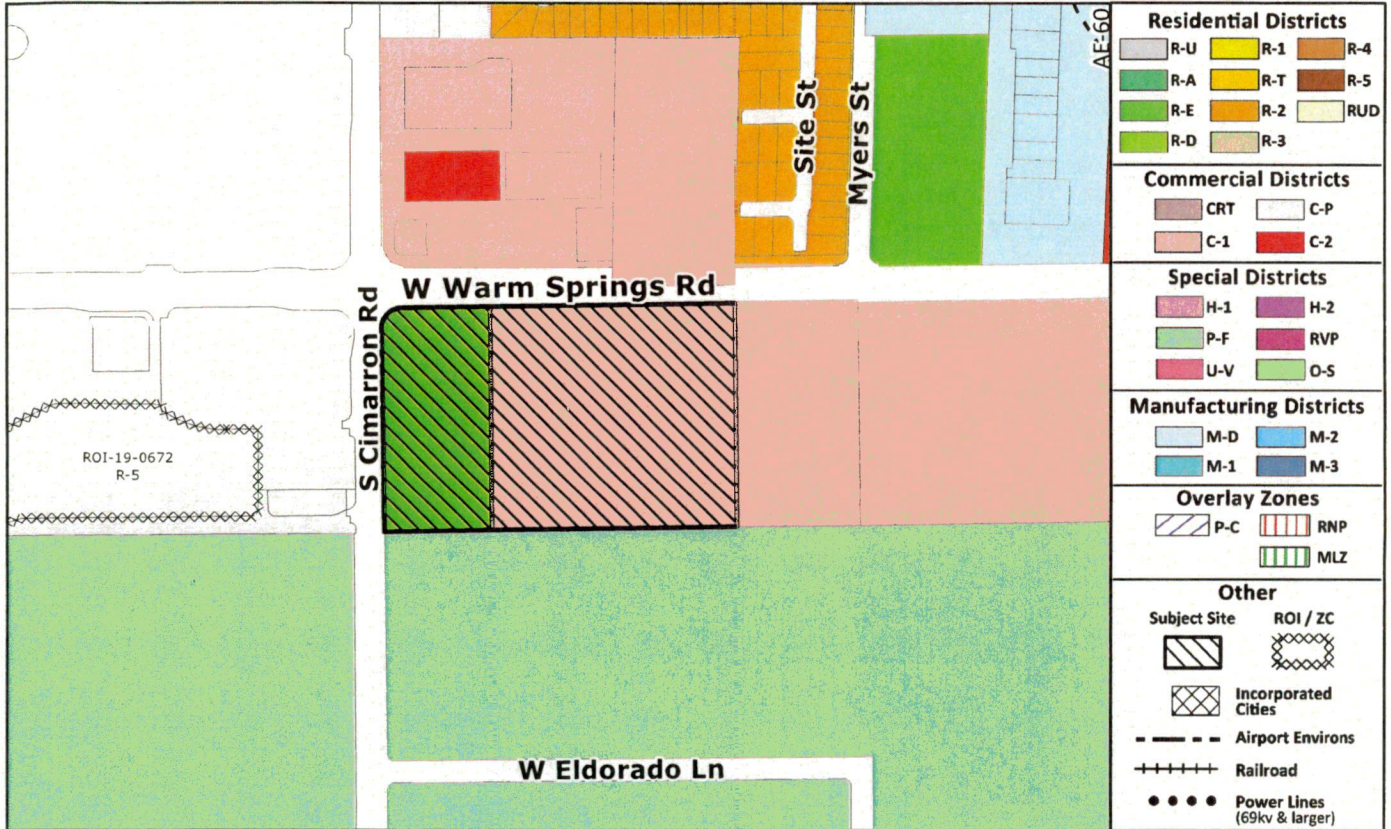 AE-60
Site St
Myers St
W Warm Springs Rd
S Cimarron Rd
ROI-19-0672
R-5
W Eldorado Ln
Residential Districts
R-U R-1 R-4
R-A R-T R-5
R-E R-2 RUD
R-D R-3
Commercial Districts
CRT C-P
C-1 C-2
Special Districts
H-1 H-2
P-F RVP
U-V O-S
Manufacturing Districts
M-D M-2
M-1 M-3
Overlay Zones
P-C RNP
MLZ
Other
Subject Site ROI / ZC
Incorporated
Cities
Airport Environs
Railroad
Power Lines
(69kv & larger)